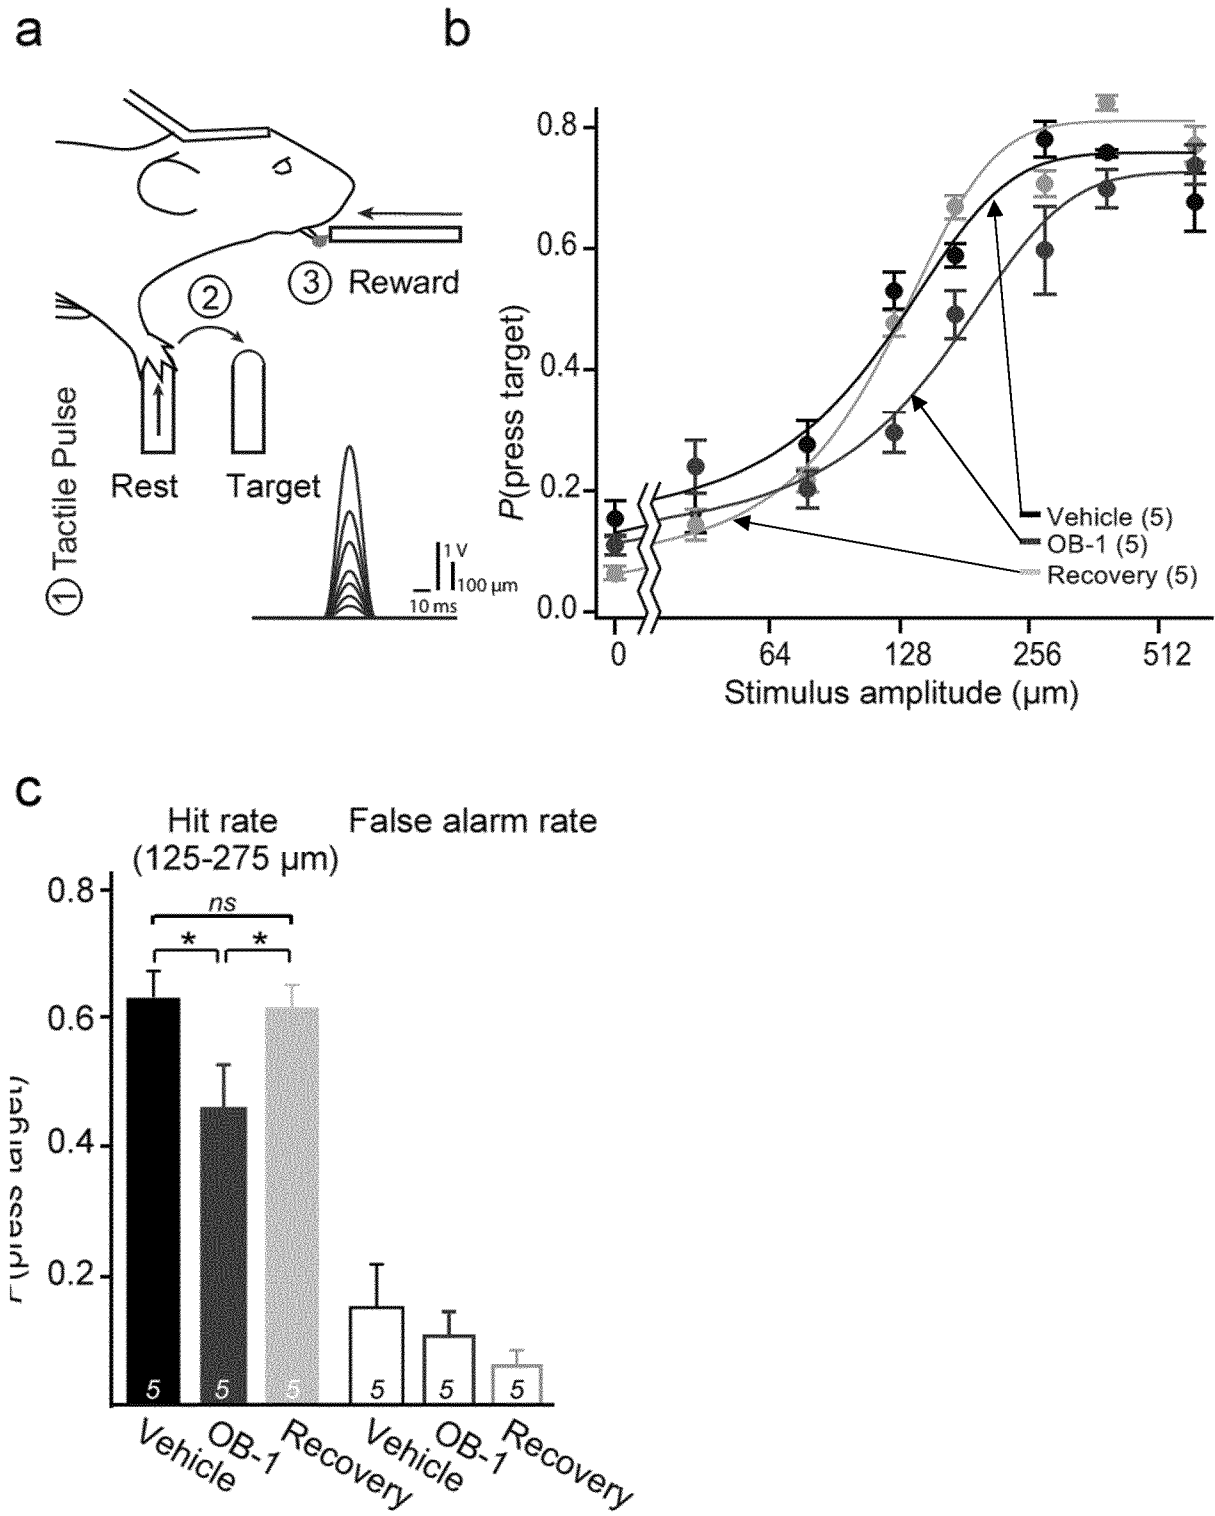 a
③ Reward
②
① Tactile Pulse
Rest
Target
1 V
100 µm
10 ms
b
P(press target)
0.8
0.6
0.4
0.2
0.0
Vehicle (5)
OB-1 (5)
Recovery (5)
0 64 128 256 512
Stimulus amplitude (µm)
c
Hit rate False alarm rate
(125-275 µm)
P(press target)
0.8
0.6
0.4
0.2
ns
* *
5 5 5 5 5 5
Vehicle OB-1 Recovery Vehicle OB-1 Recovery